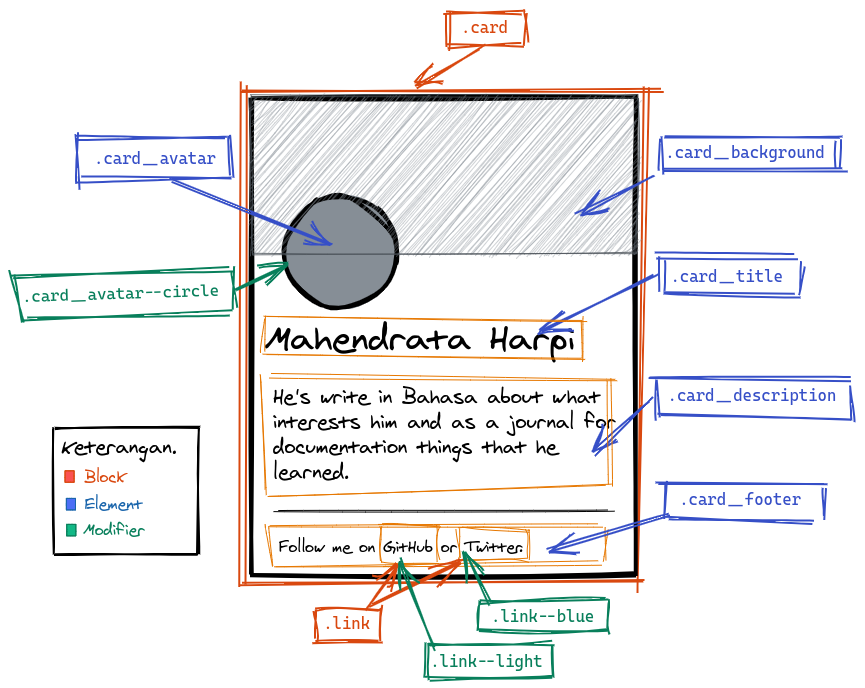 .card
.card__avatar
.card__background
.card__avatar--circle
.card__title
Mahendrata Harpi
He's write in Bahasa about what
interests him and as a journal for
documentation things that he
learned.
.card__description
Keterangan.
Block
Element
Modifier
.card__footer
Follow me on GitHub or Twitter.
.link
.link--blue
.link--light